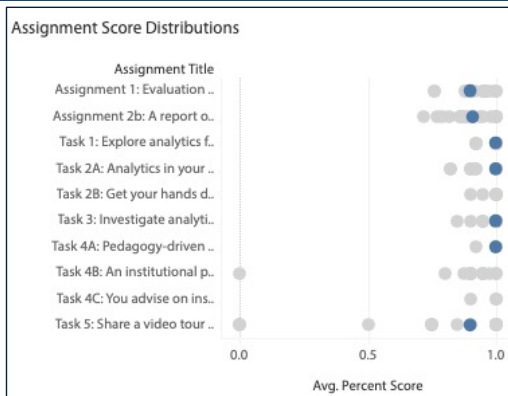 Assignment Score Distributions
Assignment Title
Assignment 1: Evaluation ..
Assignment 2b: A report o..
Task 1: Explore analytics f..
Task 2A: Analytics in your ..
Task 2B: Get your hands d..
Task 3: Investigate analyti..
Task 4A: Pedagogy-driven ..
Task 4B: An institutional p..
Task 4C: You advise on ins..
Task 5: Share a video tour ..
0.0 0.5 1.0
Avg. Percent Score